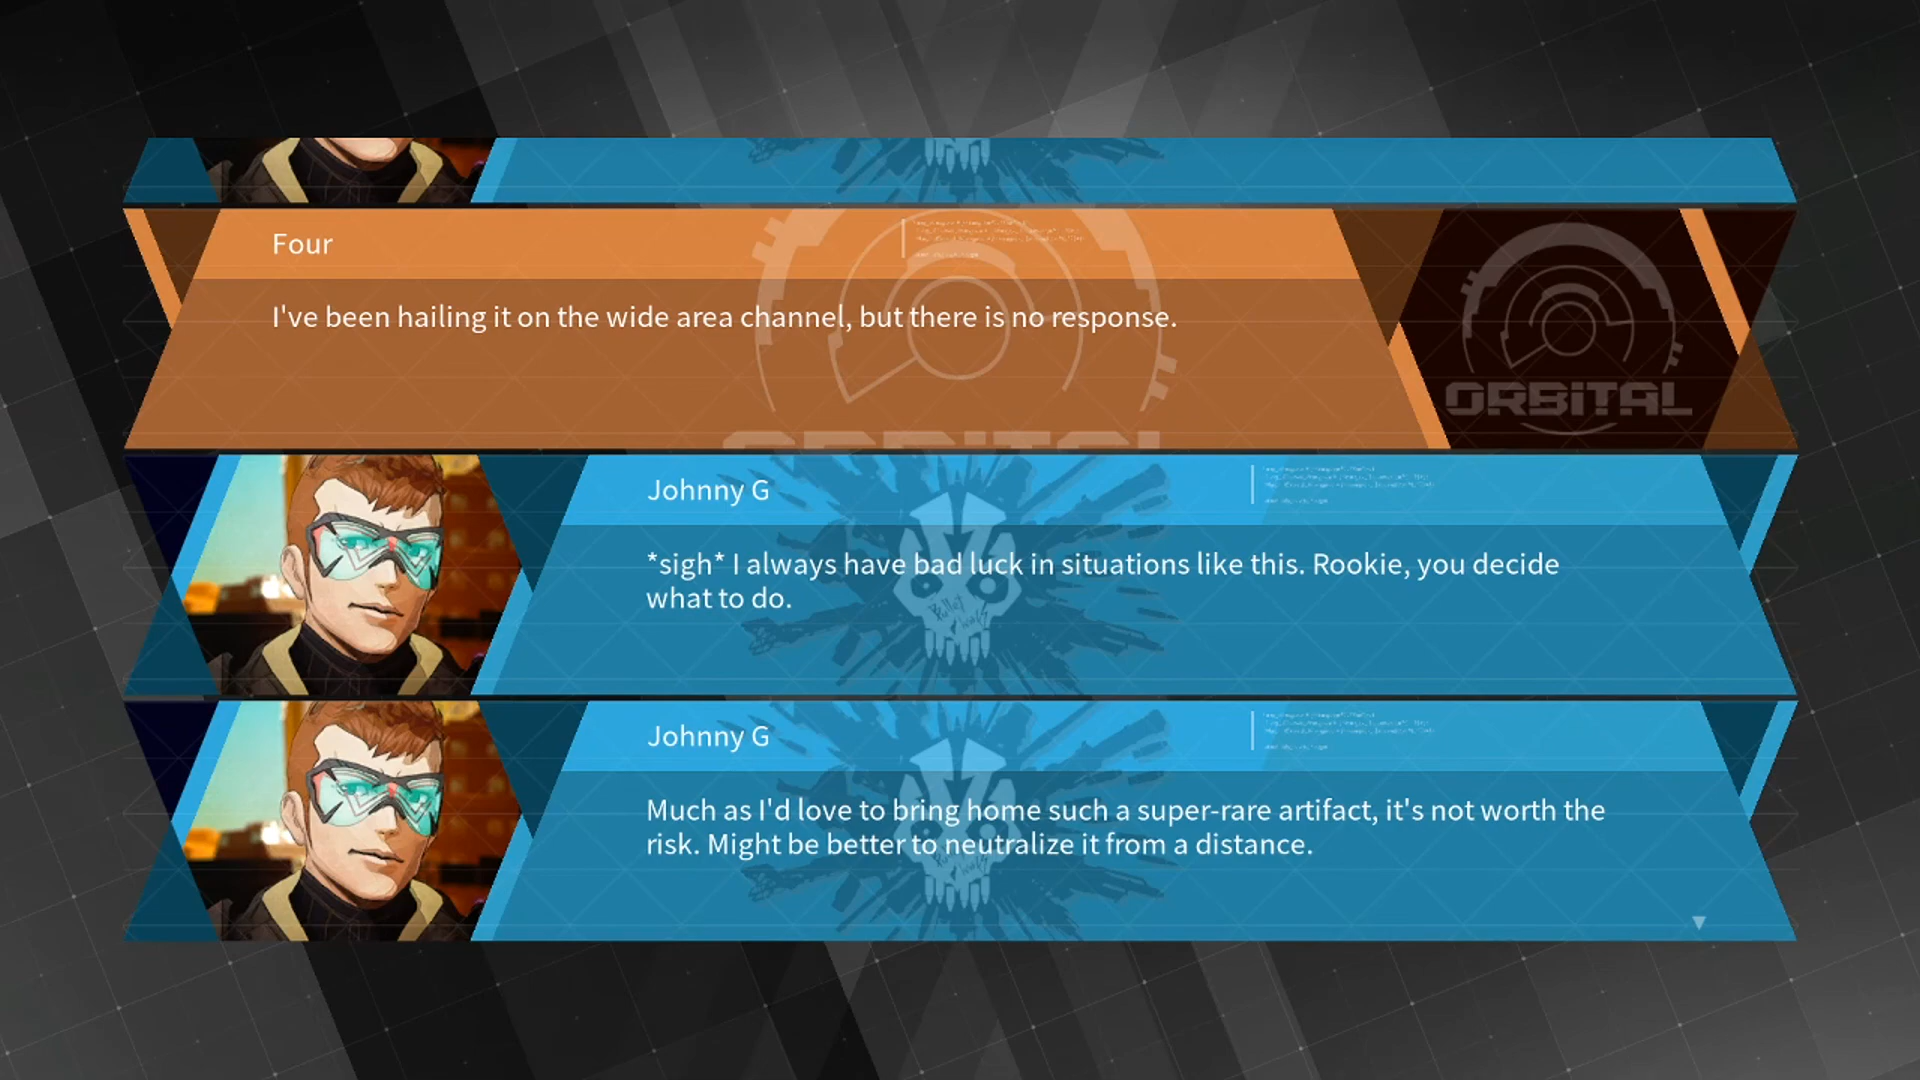 Four
I've been hailing it on the wide area channel, but there is no response.
ORBITAL
ORBITAL
Johnny G
*sigh* I always have bad luck in situations like this. Rookie, you decide
what to do.
Bullet
Johnny G
Much as I'd love to bring home such a super-rare artifact, it's not worth the
risk. Might be better to neutralize it from a distance.